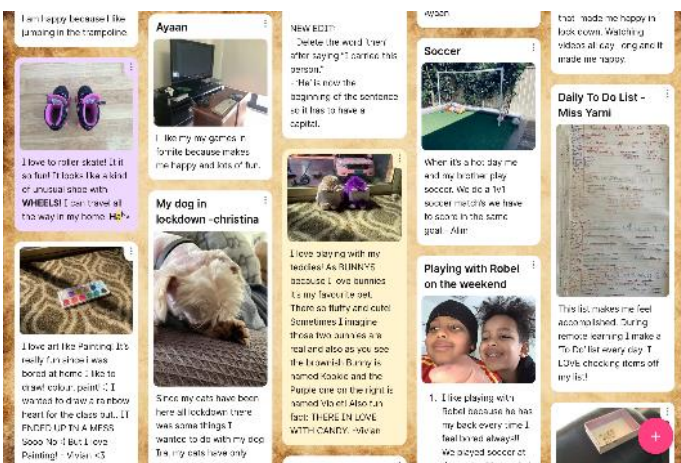 I am happy because I like
jumping in the trampoline.
I love to roller skate! It it
so fun! It looks like a kind
of unusual shoe with
WHEELS! I can travel all
the way in my home.
I love art like Painting! It's
really fun since i was
bored at home I like to
draw! colour, paint!
I wanted to draw a rainbow
heart for the class but.. IT
ENDED UP IN A MESS
Sooo No :( But I love
Painting! - Vivian <3
Ayaan
I like my my games in
fornite because makes
me happy and lots of fun.
My dog in
lockdown -christina
Since my cats have been
here all lockdown there
was some things I
wanted to do with my dog
my cats have only
NEW EDIT:
- Delete the word 'then'
after saying "I carried this
person."
- 'He' is now the
beginning of the sentence
so it has to have a
capital.
I love playing with my
teddies! As BUNNYS
because I love bunnies
it's my favourite pet.
There so fluffy and cute!
Sometimes I imagine
those two bunnies are
real and also as you see
the brownish Bunny is
named Kookie and the
Purple one on the right is
named Violet! Also fun
fact: THERE IN LOVE
WITH CANDY. -Vivian
Ayaan
Soccer
When it's a hot day me
and my brother play
soccer. We do a 1v1
soccer match/s we have
to score in the same
goal. - Alin
Playing with Robel
on the weekend
1. I like playing with
Robel because he has
my back every time I
feel bored always!!
We played soccer at
that made me happy in
lock down. Watching
videos all day long and it
made me happy.
Daily To Do List -
Miss Yami
This list makes me feel
accomplished. During
remote learning I make a
'To Do' list every day. I
LOVE checking items off
my list!